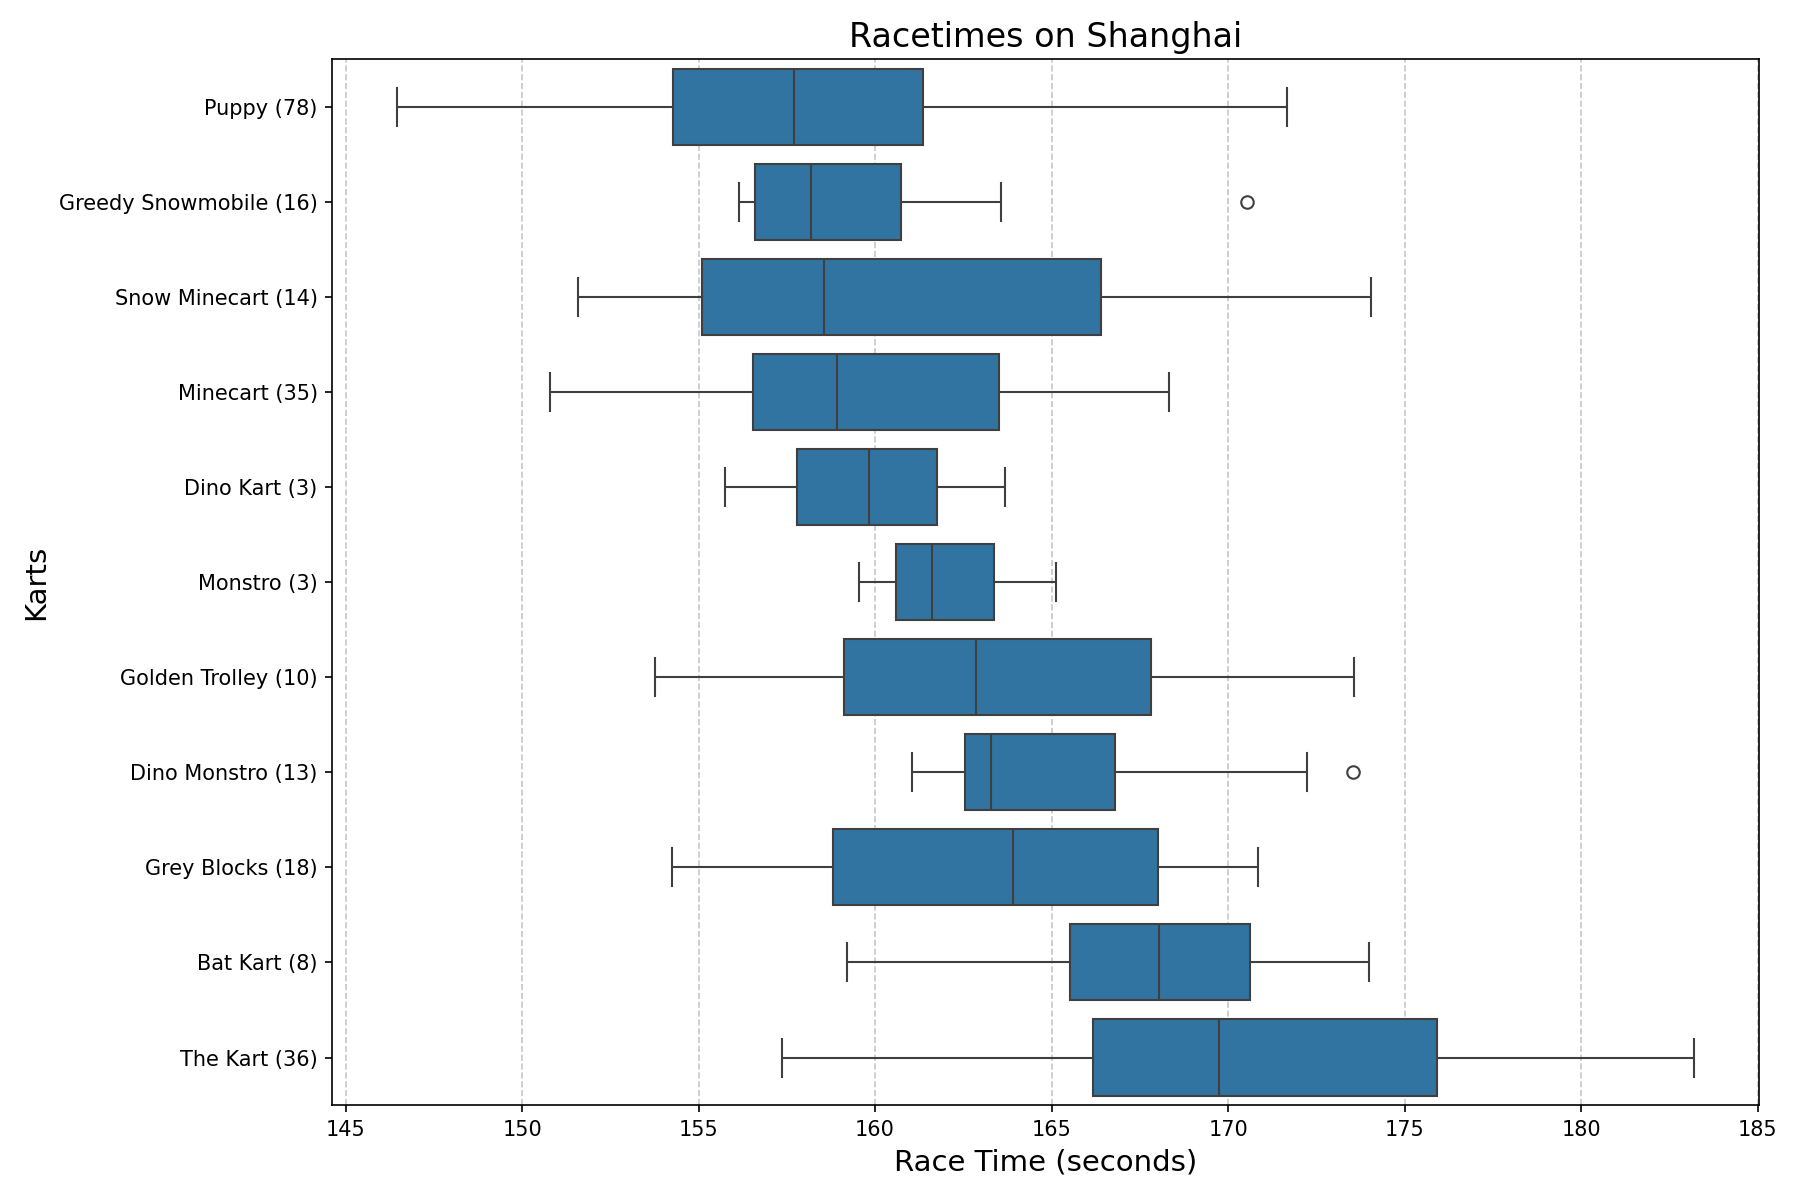 Racetimes on Shanghai
Karts
Puppy (78)
Greedy Snowmobile (16)
Snow Minecart (14)
Minecart (35)
Dino Kart (3)
Monstro (3)
Golden Trolley (10)
Dino Monstro (13)
Grey Blocks (18)
Bat Kart (8)
The Kart (36)
145 150 155 160 165 170 175 180 185
Race Time (seconds)